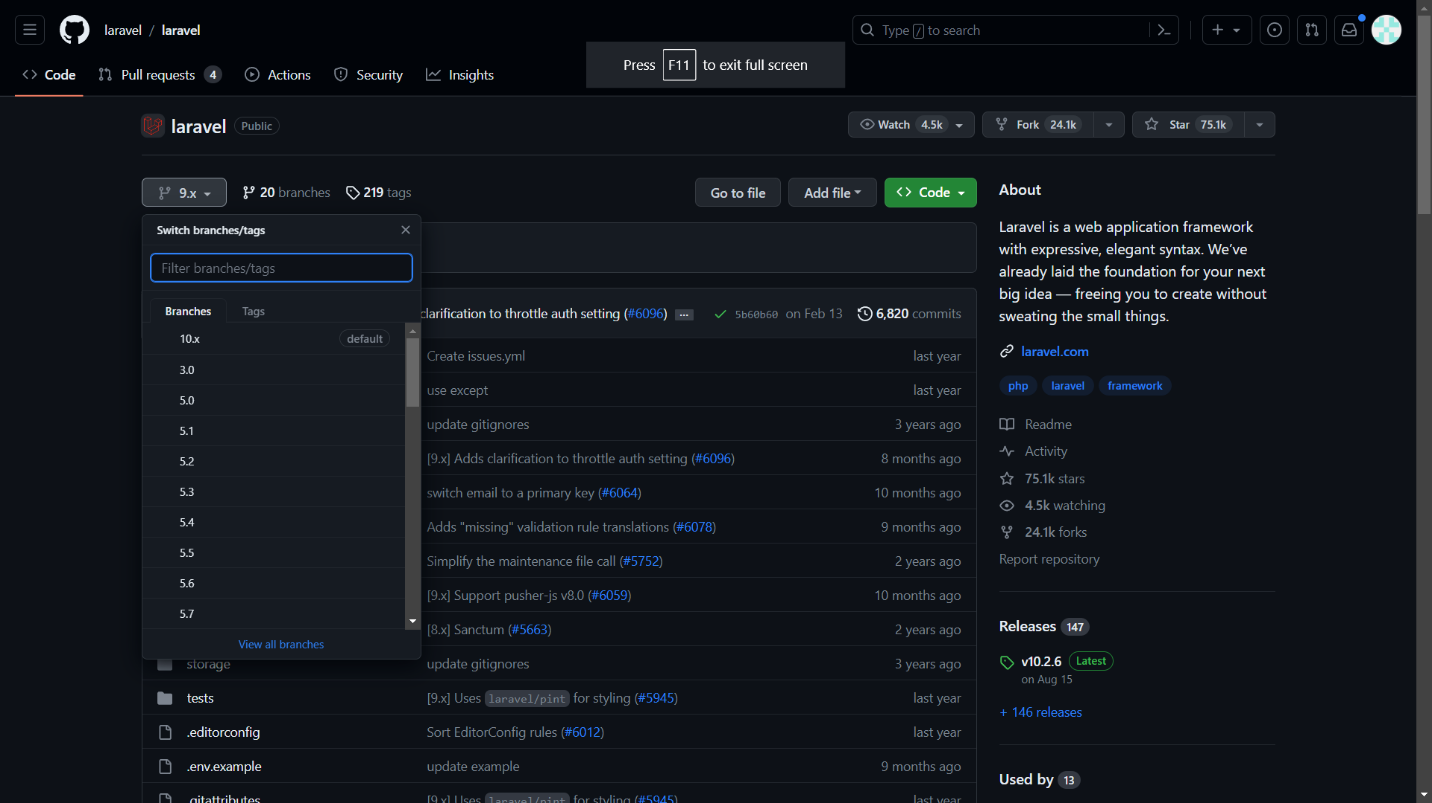 laravel / laravel
Type / to search
Press F11 to exit full screen
Code
Pull requests 4
Actions
Security
Insights
laravel Public
Watch 4.5k
Fork 24.1k
Star 75.1k
9.x
20 branches
219 tags
Go to file
Add file
Code
Switch branches/tags
Filter branches/tags
Branches
Tags
10.x default
3.0
5.0
5.1
5.2
5.3
5.4
5.5
5.6
5.7
View all branches
larification to throttle auth setting (#6096) ... 5b60b60 on Feb 13 6,820 commits
Create issues.yml last year
use except last year
update gitignores 3 years ago
[9.x] Adds clarification to throttle auth setting (#6096) 8 months ago
switch email to a primary key (#6064) 10 months ago
Adds "missing" validation rule translations (#6078) 9 months ago
Simplify the maintenance file call (#5752) 2 years ago
[9.x] Support pusher-js v8.0 (#6059) 10 months ago
[8.x] Sanctum (#5663) 2 years ago
storage update gitignores 3 years ago
tests [9.x] Uses laravel/pint for styling (#5945) last year
.editorconfig Sort EditorConfig rules (#6012) last year
.env.example update example 9 months ago
.gitattributes [9.x] Uses laravel/pint for styling (#5945) last year
About
Laravel is a web application framework
with expressive, elegant syntax. We've
already laid the foundation for your next
big idea — freeing you to create without
sweating the small things.
laravel.com
php laravel framework
Readme
Activity
75.1k stars
4.5k watching
24.1k forks
Report repository
Releases 147
v10.2.6 Latest
on Aug 15
+ 146 releases
Used by 13